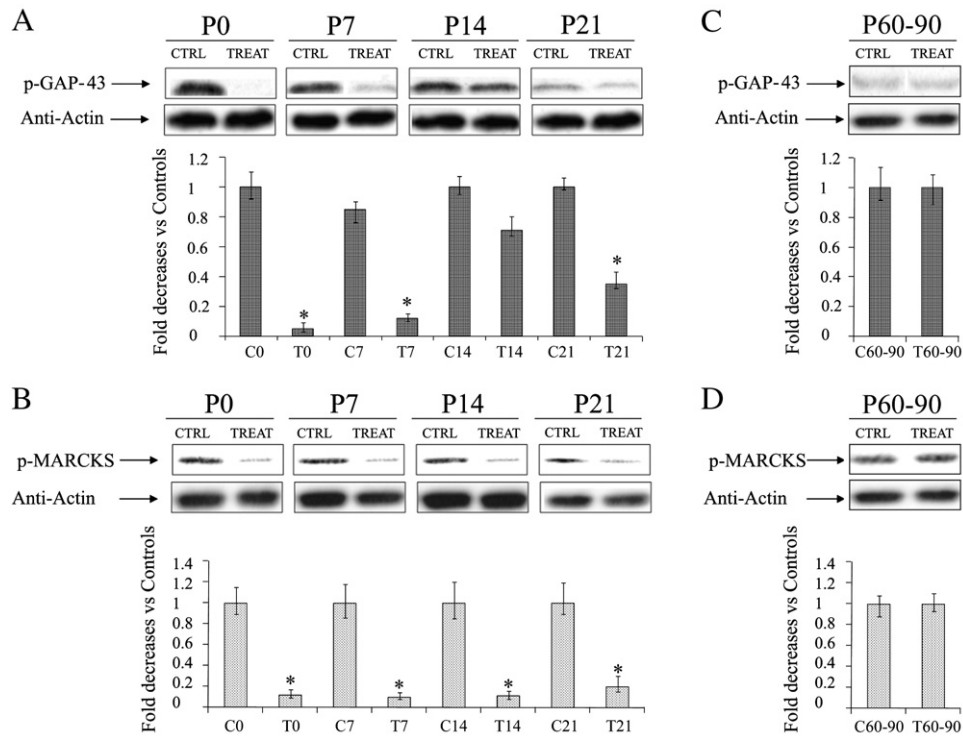 A
P0 P7 P14 P21
CTRL TREAT CTRL TREAT CTRL TREAT CTRL TREAT
p-GAP-43
Anti-Actin
Fold decreases vs Controls
1.2
1
0.8
0.6
0.4
0.2
0
* * *
C0 T0 C7 T7 C14 T14 C21 T21
C
P60-90
CTRL TREAT
p-GAP-43
Anti-Actin
Fold decreases vs Controls
1.2
1
0.8
0.6
0.4
0.2
0
C60-90 T60-90
B
P0 P7 P14 P21
CTRL TREAT CTRL TREAT CTRL TREAT CTRL TREAT
p-MARCKS
Anti-Actin
Fold decreases vs Controls
1.4
1.2
1
0.8
0.6
0.4
0.2
0
* * * *
C0 T0 C7 T7 C14 T14 C21 T21
D
P60-90
CTRL TREAT
p-MARCKS
Anti-Actin
Fold decreases vs Controls
1.4
1.2
1
0.8
0.6
0.4
0.2
0
C60-90 T60-90